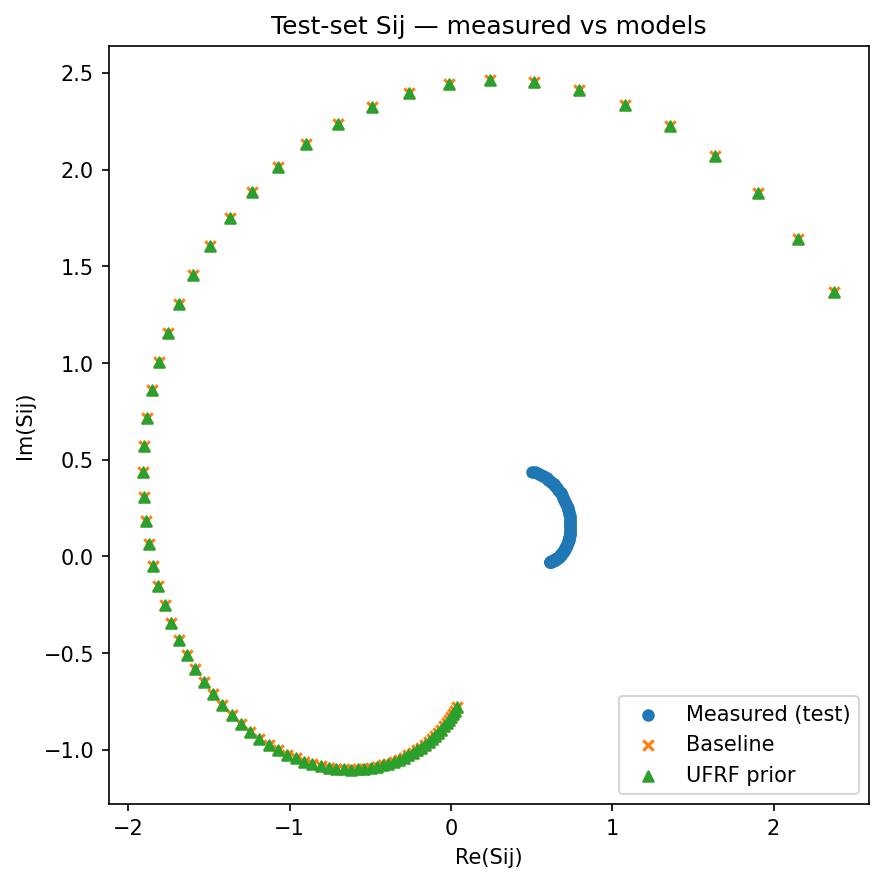 Test-set Sij — measured vs models
Im(Sij)
2.5
2.0
1.5
1.0
0.5
0.0
−0.5
−1.0
Measured (test)
Baseline
UFRF prior
−2
−1
0
1
2
Re(Sij)